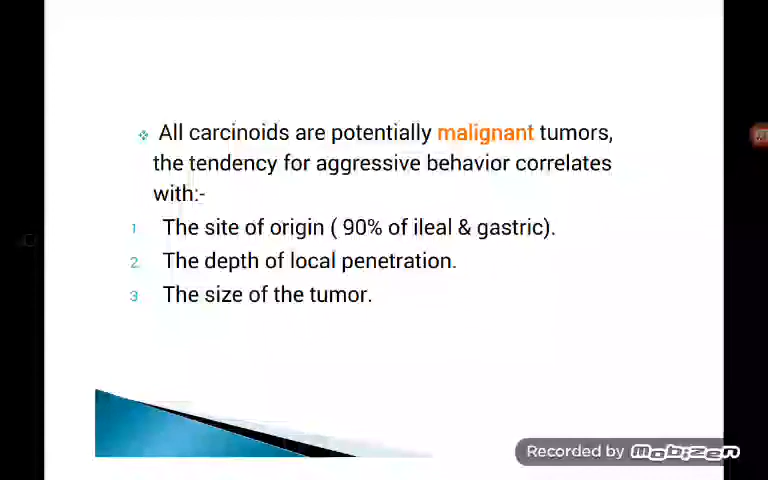 ❖ All carcinoids are potentially malignant tumors,
the tendency for aggressive behavior correlates
with:-
1 The site of origin ( 90% of ileal & gastric).
2 The depth of local penetration.
3 The size of the tumor.
Recorded by Mobizen